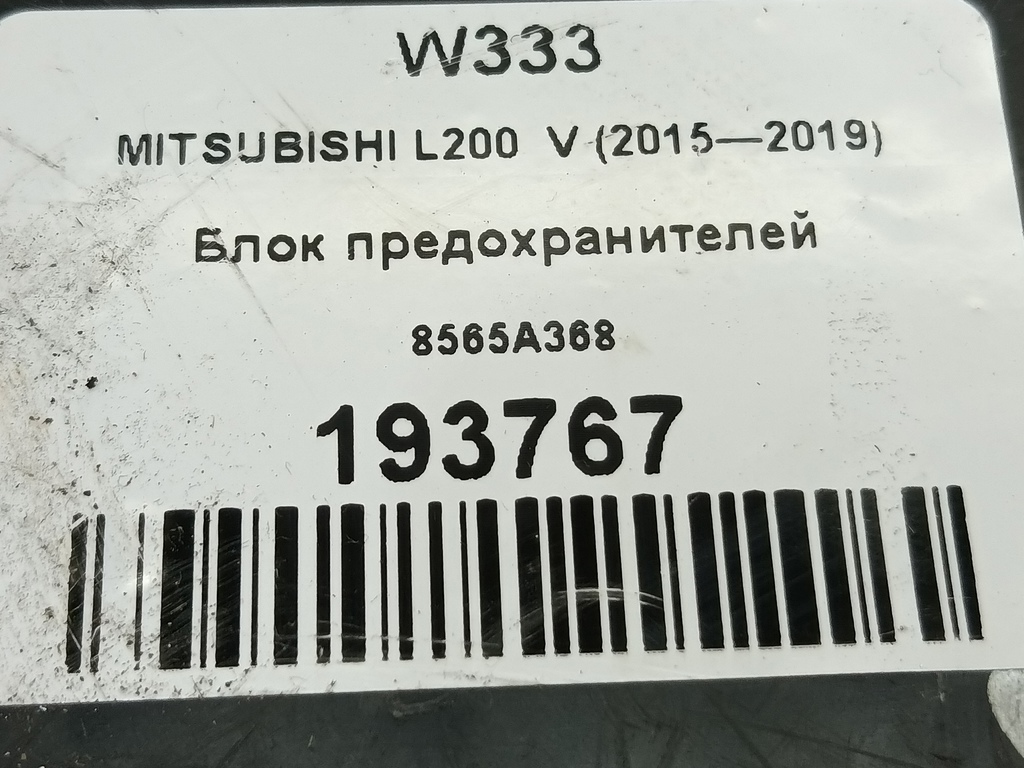 W333
MITSUBISHI L200 V (2015—2019)
Блок предохранителей
8565A368
193767